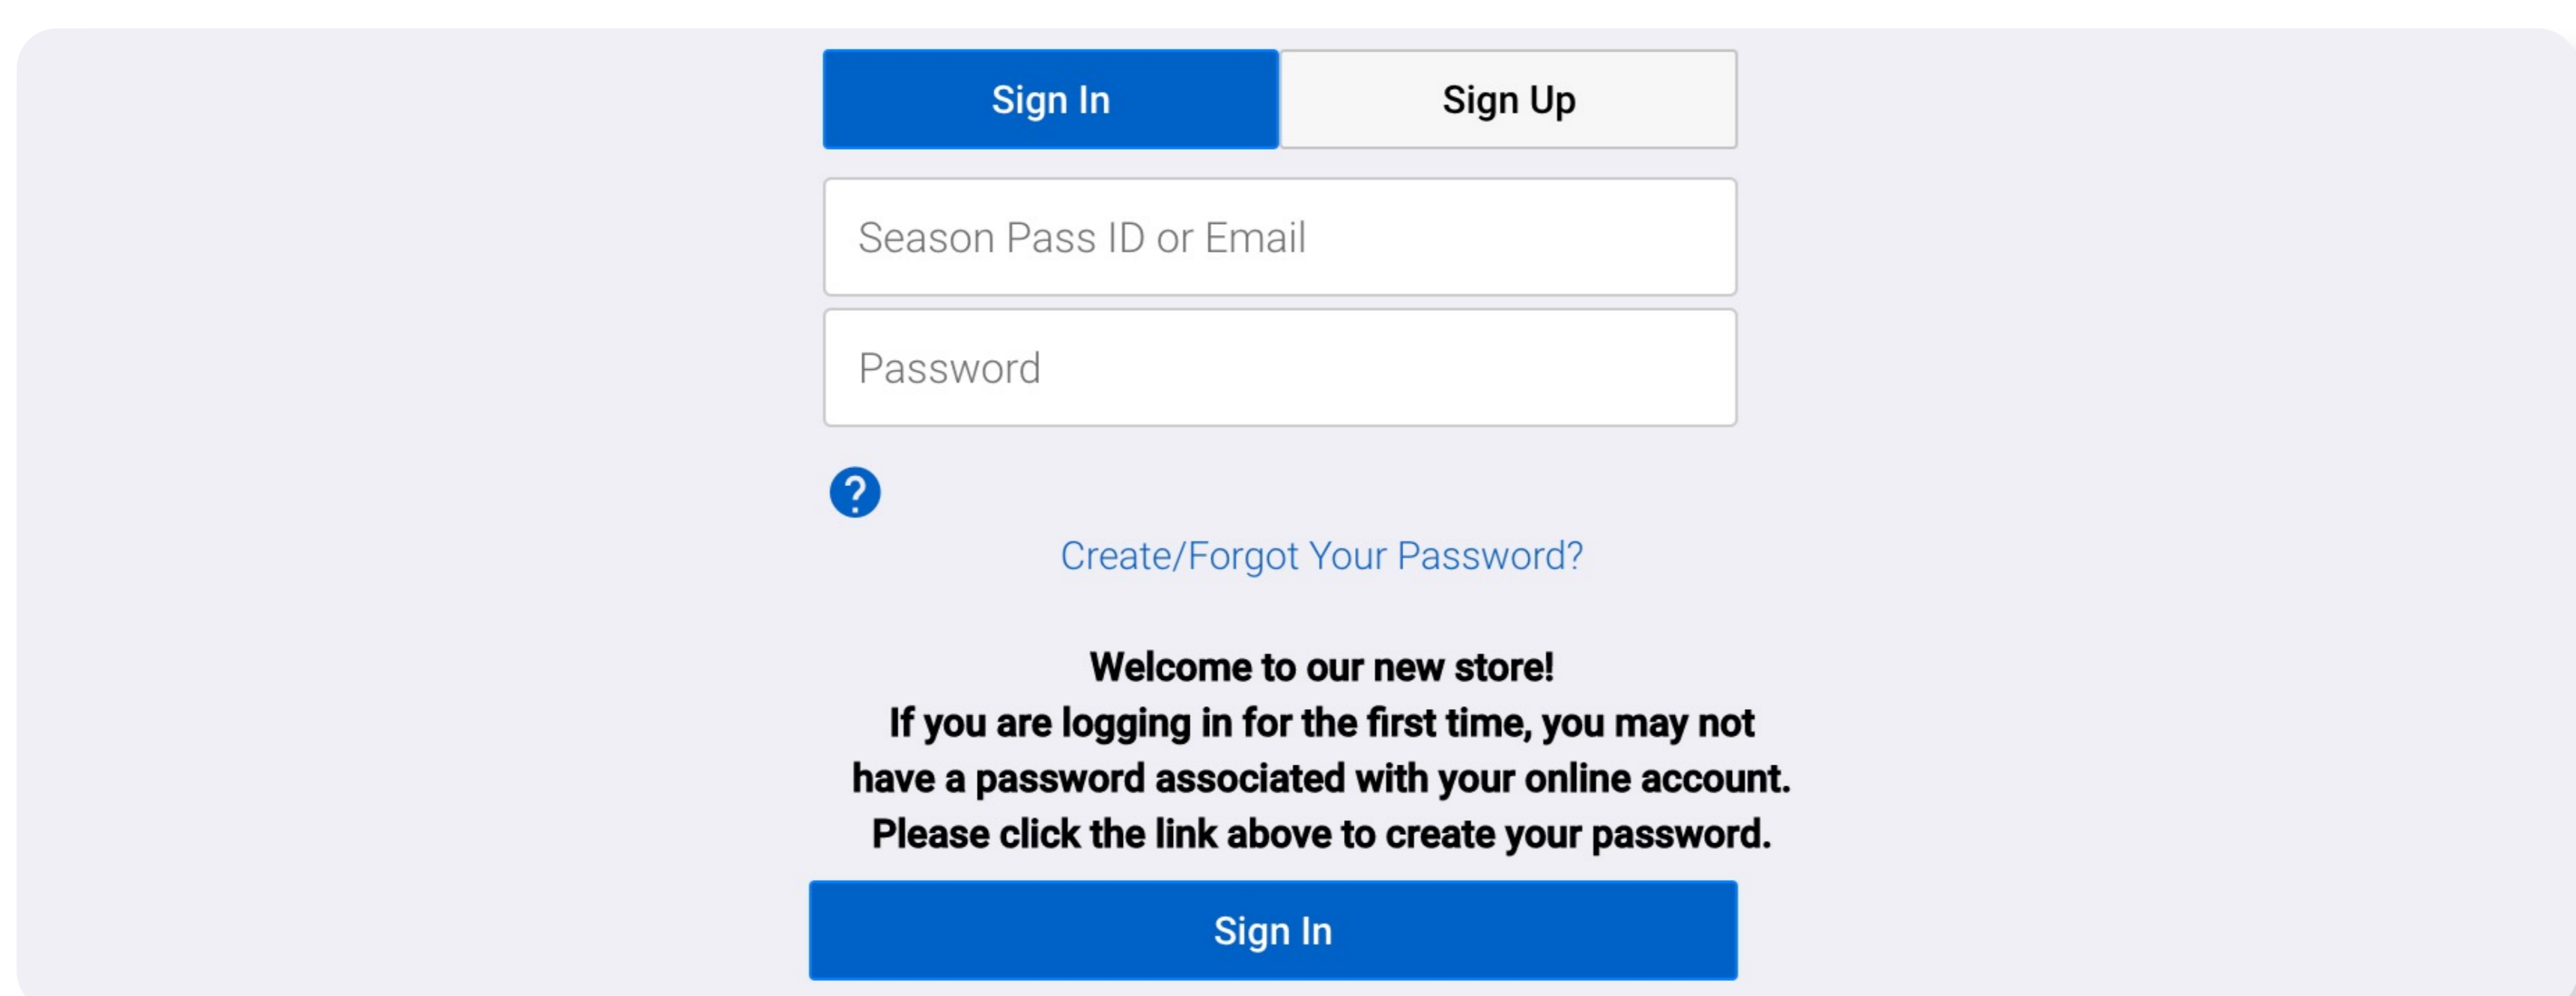 Sign In
Sign Up
Season Pass ID or Email
Password
?
Create/Forgot Your Password?
Welcome to our new store!
If you are logging in for the first time, you may not
have a password associated with your online account.
Please click the link above to create your password.
Sign In